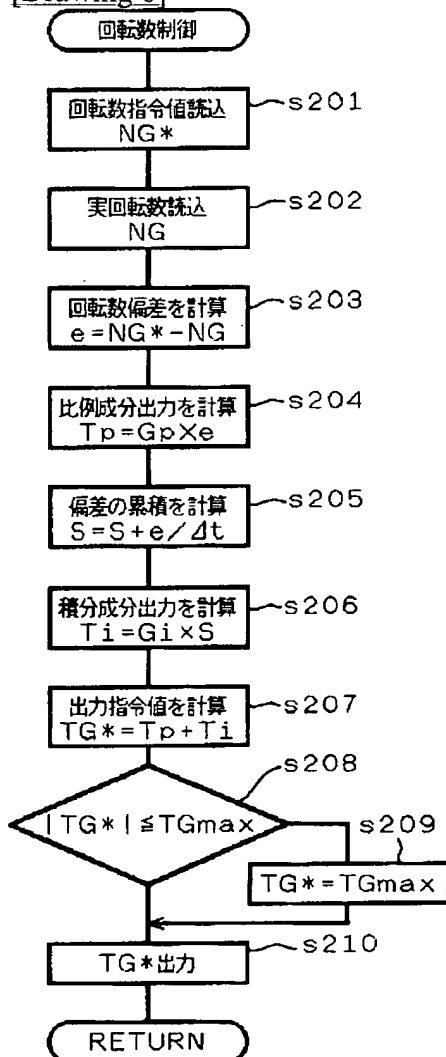 回転数制御
回転数指令値読込
NG*
s201
実回転数読込
NG
s202
回転数偏差を計算
e=NG*-NG
s203
比例成分出力を計算
Tp=Gp×e
s204
偏差の累積を計算
S=S+e/Δt
s205
積分成分出力を計算
Ti=Gi×S
s206
出力指令値を計算
TG*=Tp+Ti
s207
s208
|TG*|≦TGmax
s209
TG*=TGmax
TG*出力
s210
RETURN